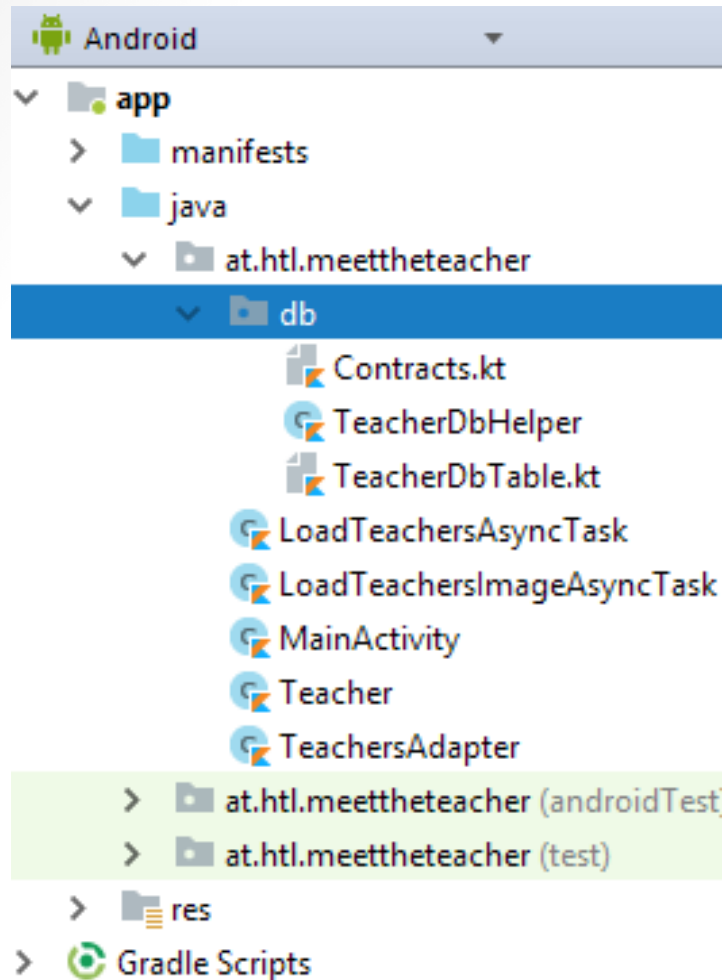 Android
app
manifests
java
at.htl.meettheteacher
db
Contracts.kt
TeacherDbHelper
TeacherDbTable.kt
LoadTeachersAsyncTask
LoadTeachersImageAsyncTask
MainActivity
Teacher
TeachersAdapter
at.htl.meettheteacher (androidTest)
at.htl.meettheteacher (test)
res
Gradle Scripts